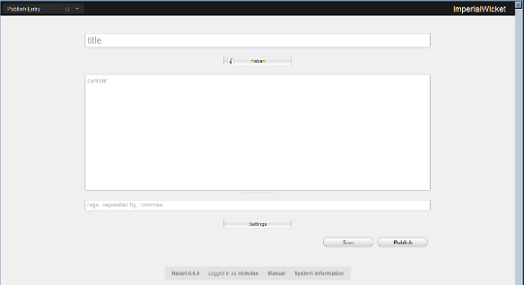 Publish Entry
ImperialWicket
title
Habari
content
tags, separated by, commas
Settings
Save Publish
Habari 0.6.4 Logged in as nicholas Manual System Information